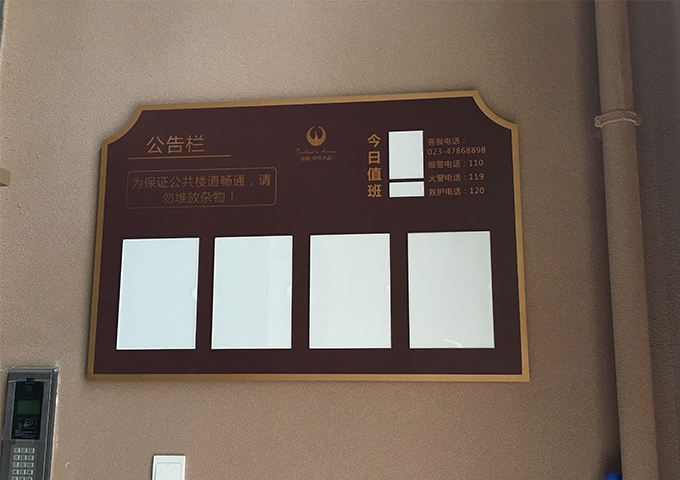 公告栏
为保证公共楼道畅通，请
勿堆放杂物！
今日值班
客服电话：
023-47868898
报警电话：110
火警电话：119
救护电话：120